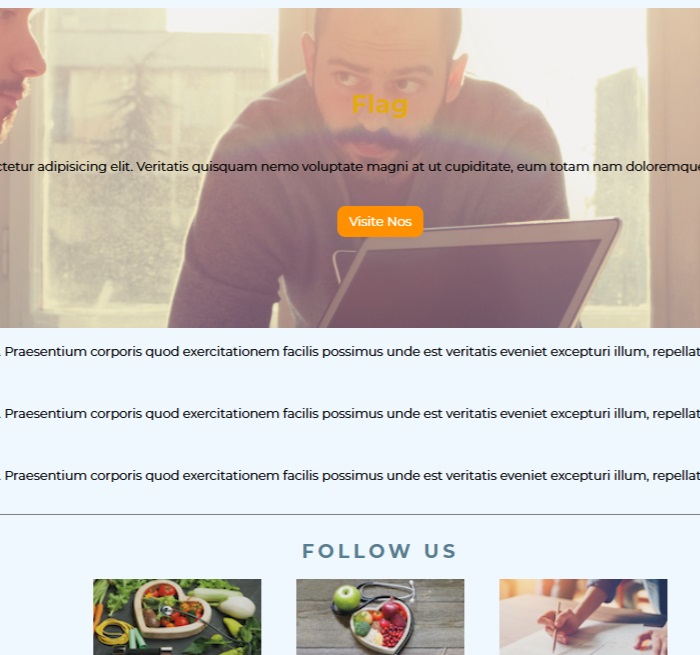 Flag
adipisicing elit. Veritatis quisquam nemo voluptate magni at ut cupiditate, eum totam nam doloremque
Visite Nos
Praesentium corporis quod exercitationem facilis possimus unde est veritatis eveniet excepturi illum, repellat
Praesentium corporis quod exercitationem facilis possimus unde est veritatis eveniet excepturi illum, repellat
Praesentium corporis quod exercitationem facilis possimus unde est veritatis eveniet excepturi illum, repellat
FOLLOW US